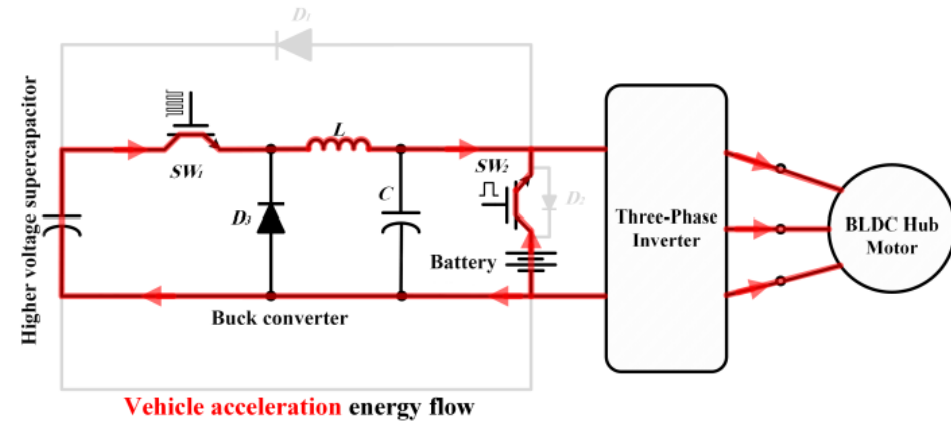 D₁
Higher voltage supercapacitor
SW₁
L
SW₂
D₃
C
D₂
Battery
Three-Phase
Inverter
BLDC Hub
Motor
Buck converter
Vehicle acceleration energy flow